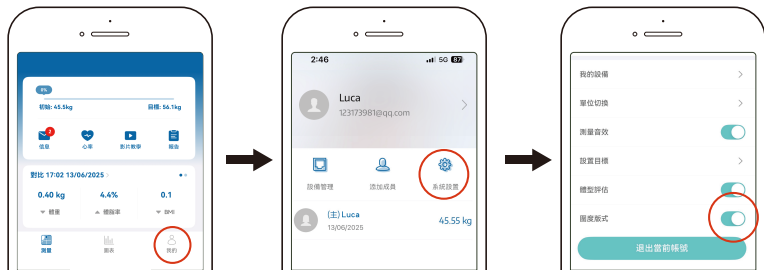 0%
初始: 45.5kg
目標: 56.1kg
2
信息
心率
影片教學
報告
對比 17:02 13/06/2025
0.40 kg
4.4%
0.1
體重
體脂率
BMI
測量
圖表
我的
2:46
5G 87
Luca
123173981@qq.com
設備管理
添加成員
系統設置
(主) Luca
13/06/2025
45.55 kg
我的設備
單位切換
測量音效
設置目標
體型評估
圍度版式
退出當前帳號